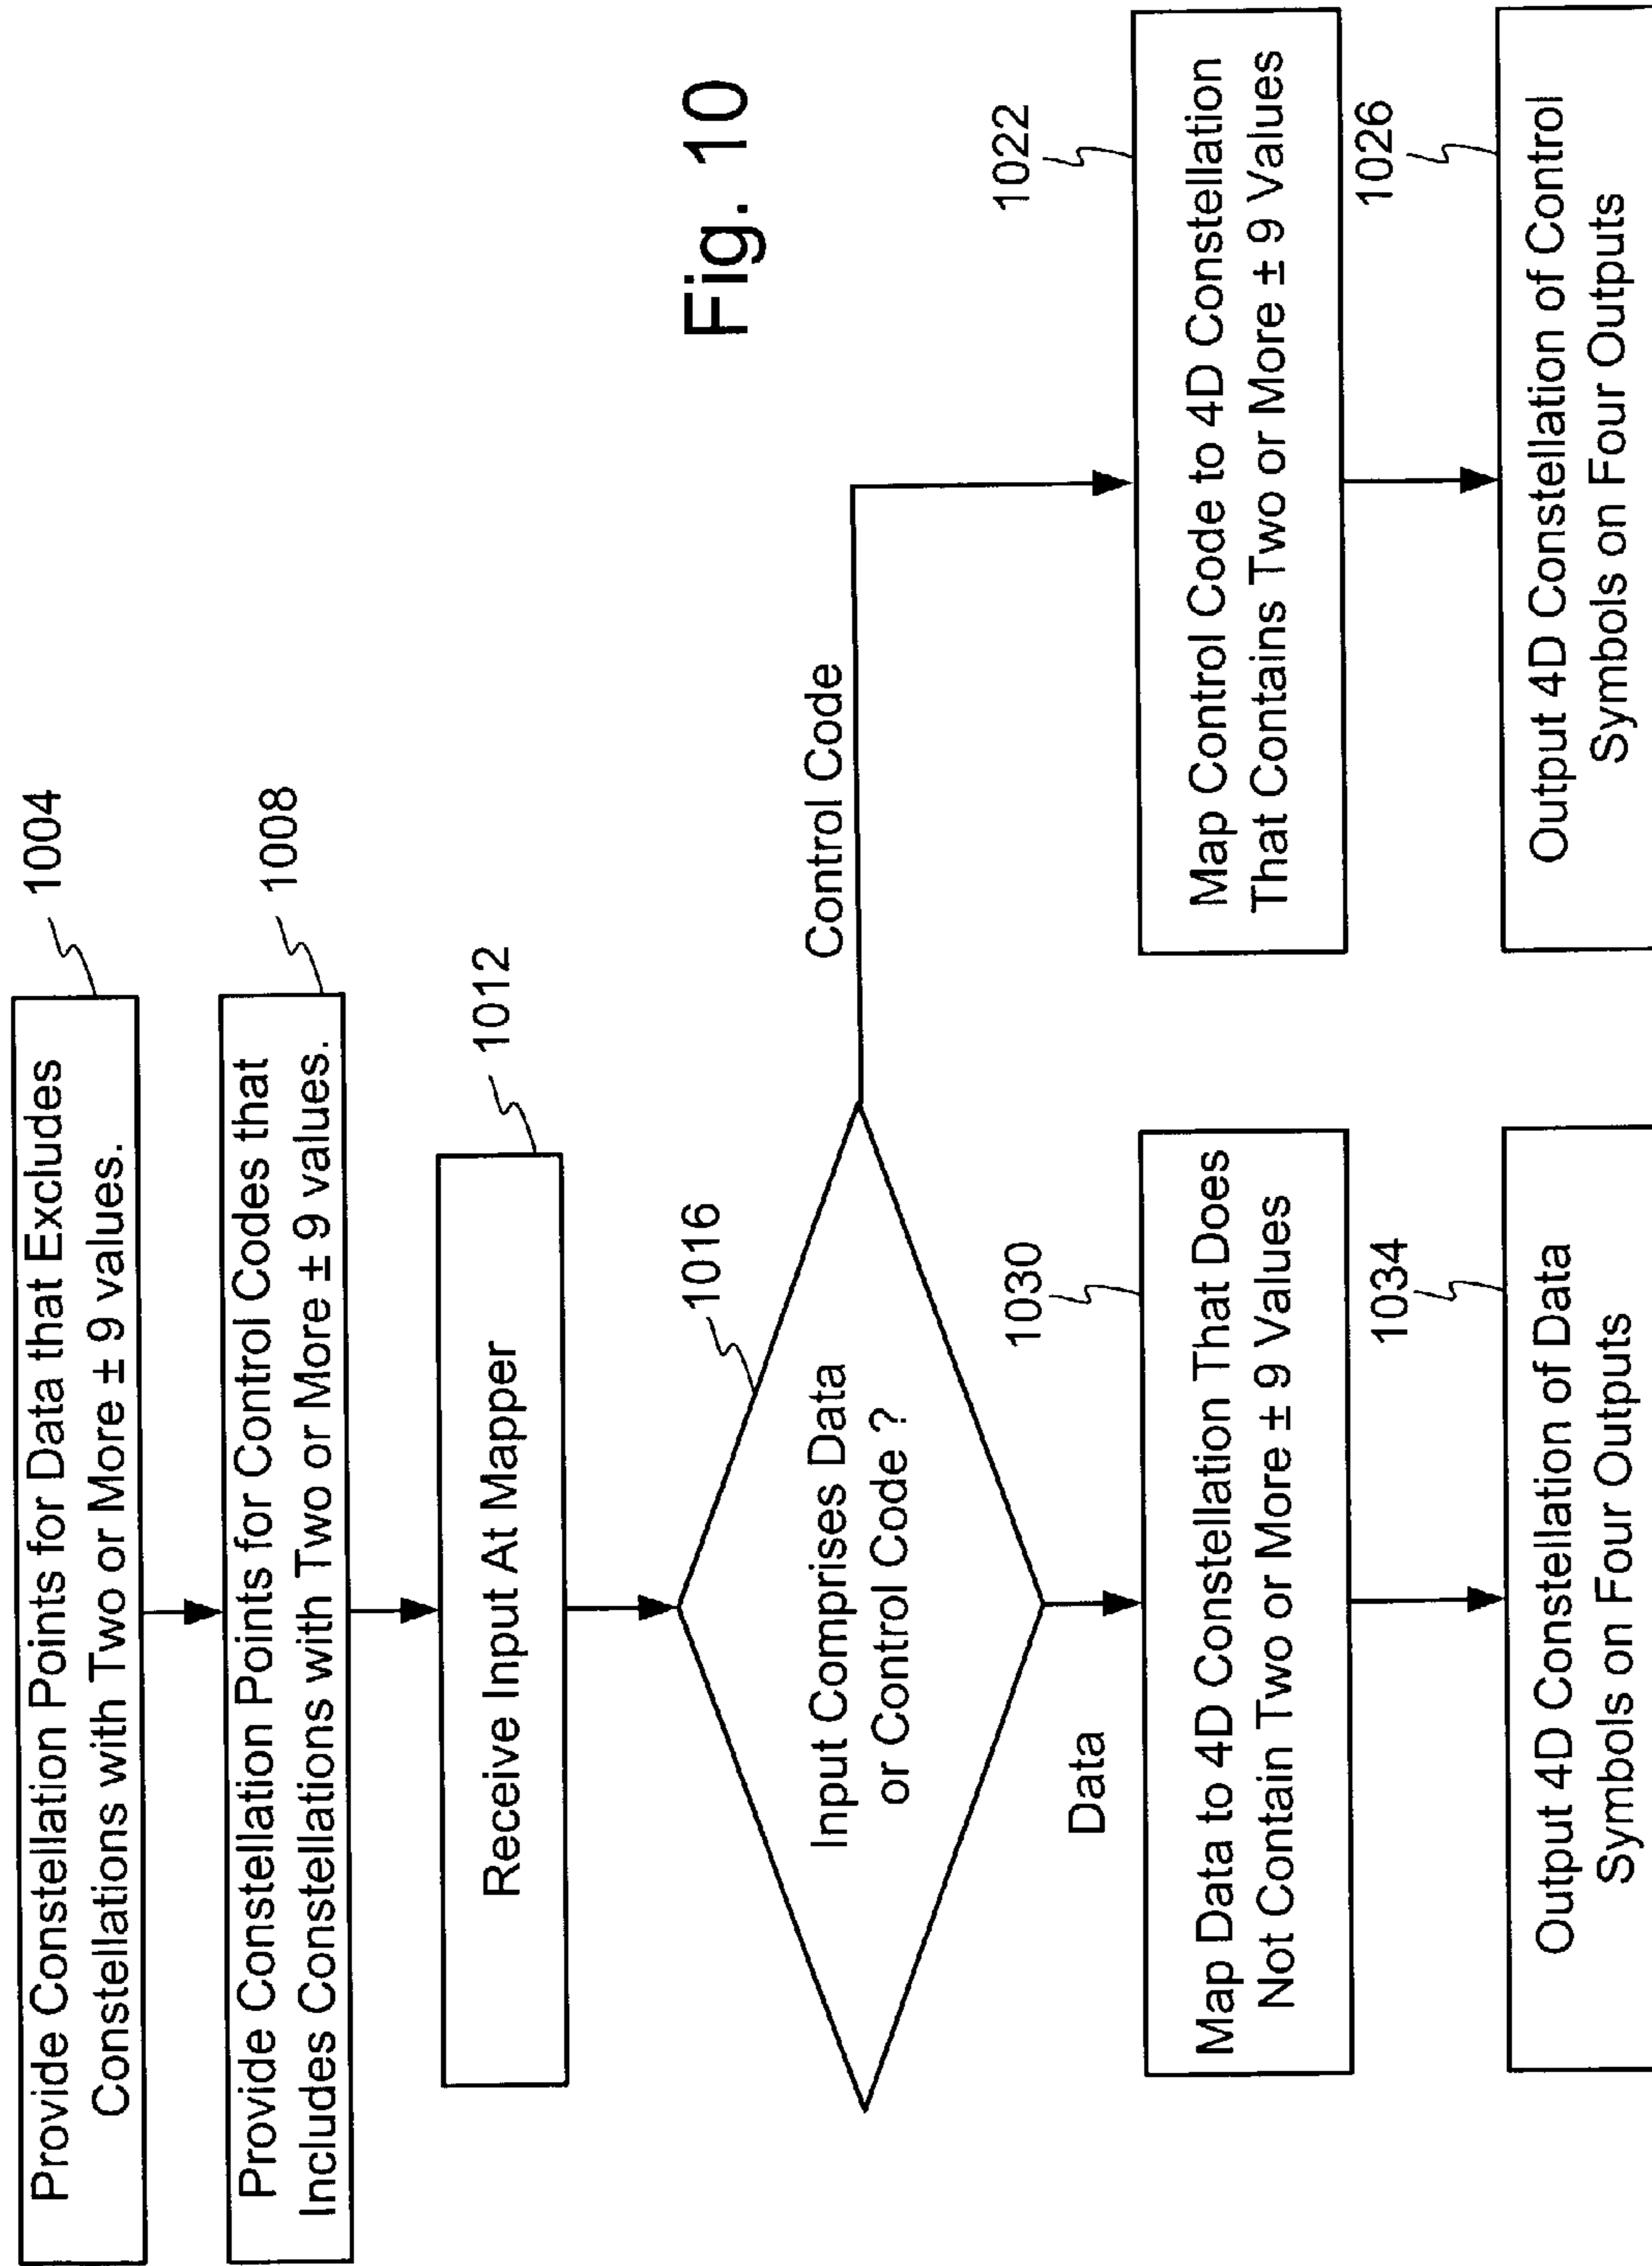 Provide Constellation Points for Data that Excludes
Constellations with Two or More ± 9 values.
1004
Provide Constellation Points for Control Codes that
Includes Constellations with Two or More ± 9 values.
1008
Receive Input At Mapper
1012
Input Comprises Data
or Control Code ?
1016
Control Code
Data
Map Data to 4D Constellation That Does
Not Contain Two or More ± 9 Values
1030
Output 4D Constellation of Data
Symbols on Four Outputs
1034
Map Control Code to 4D Constellation
That Contains Two or More ± 9 Values
1022
Output 4D Constellation of Control
Symbols on Four Outputs
1026
Fig. 10